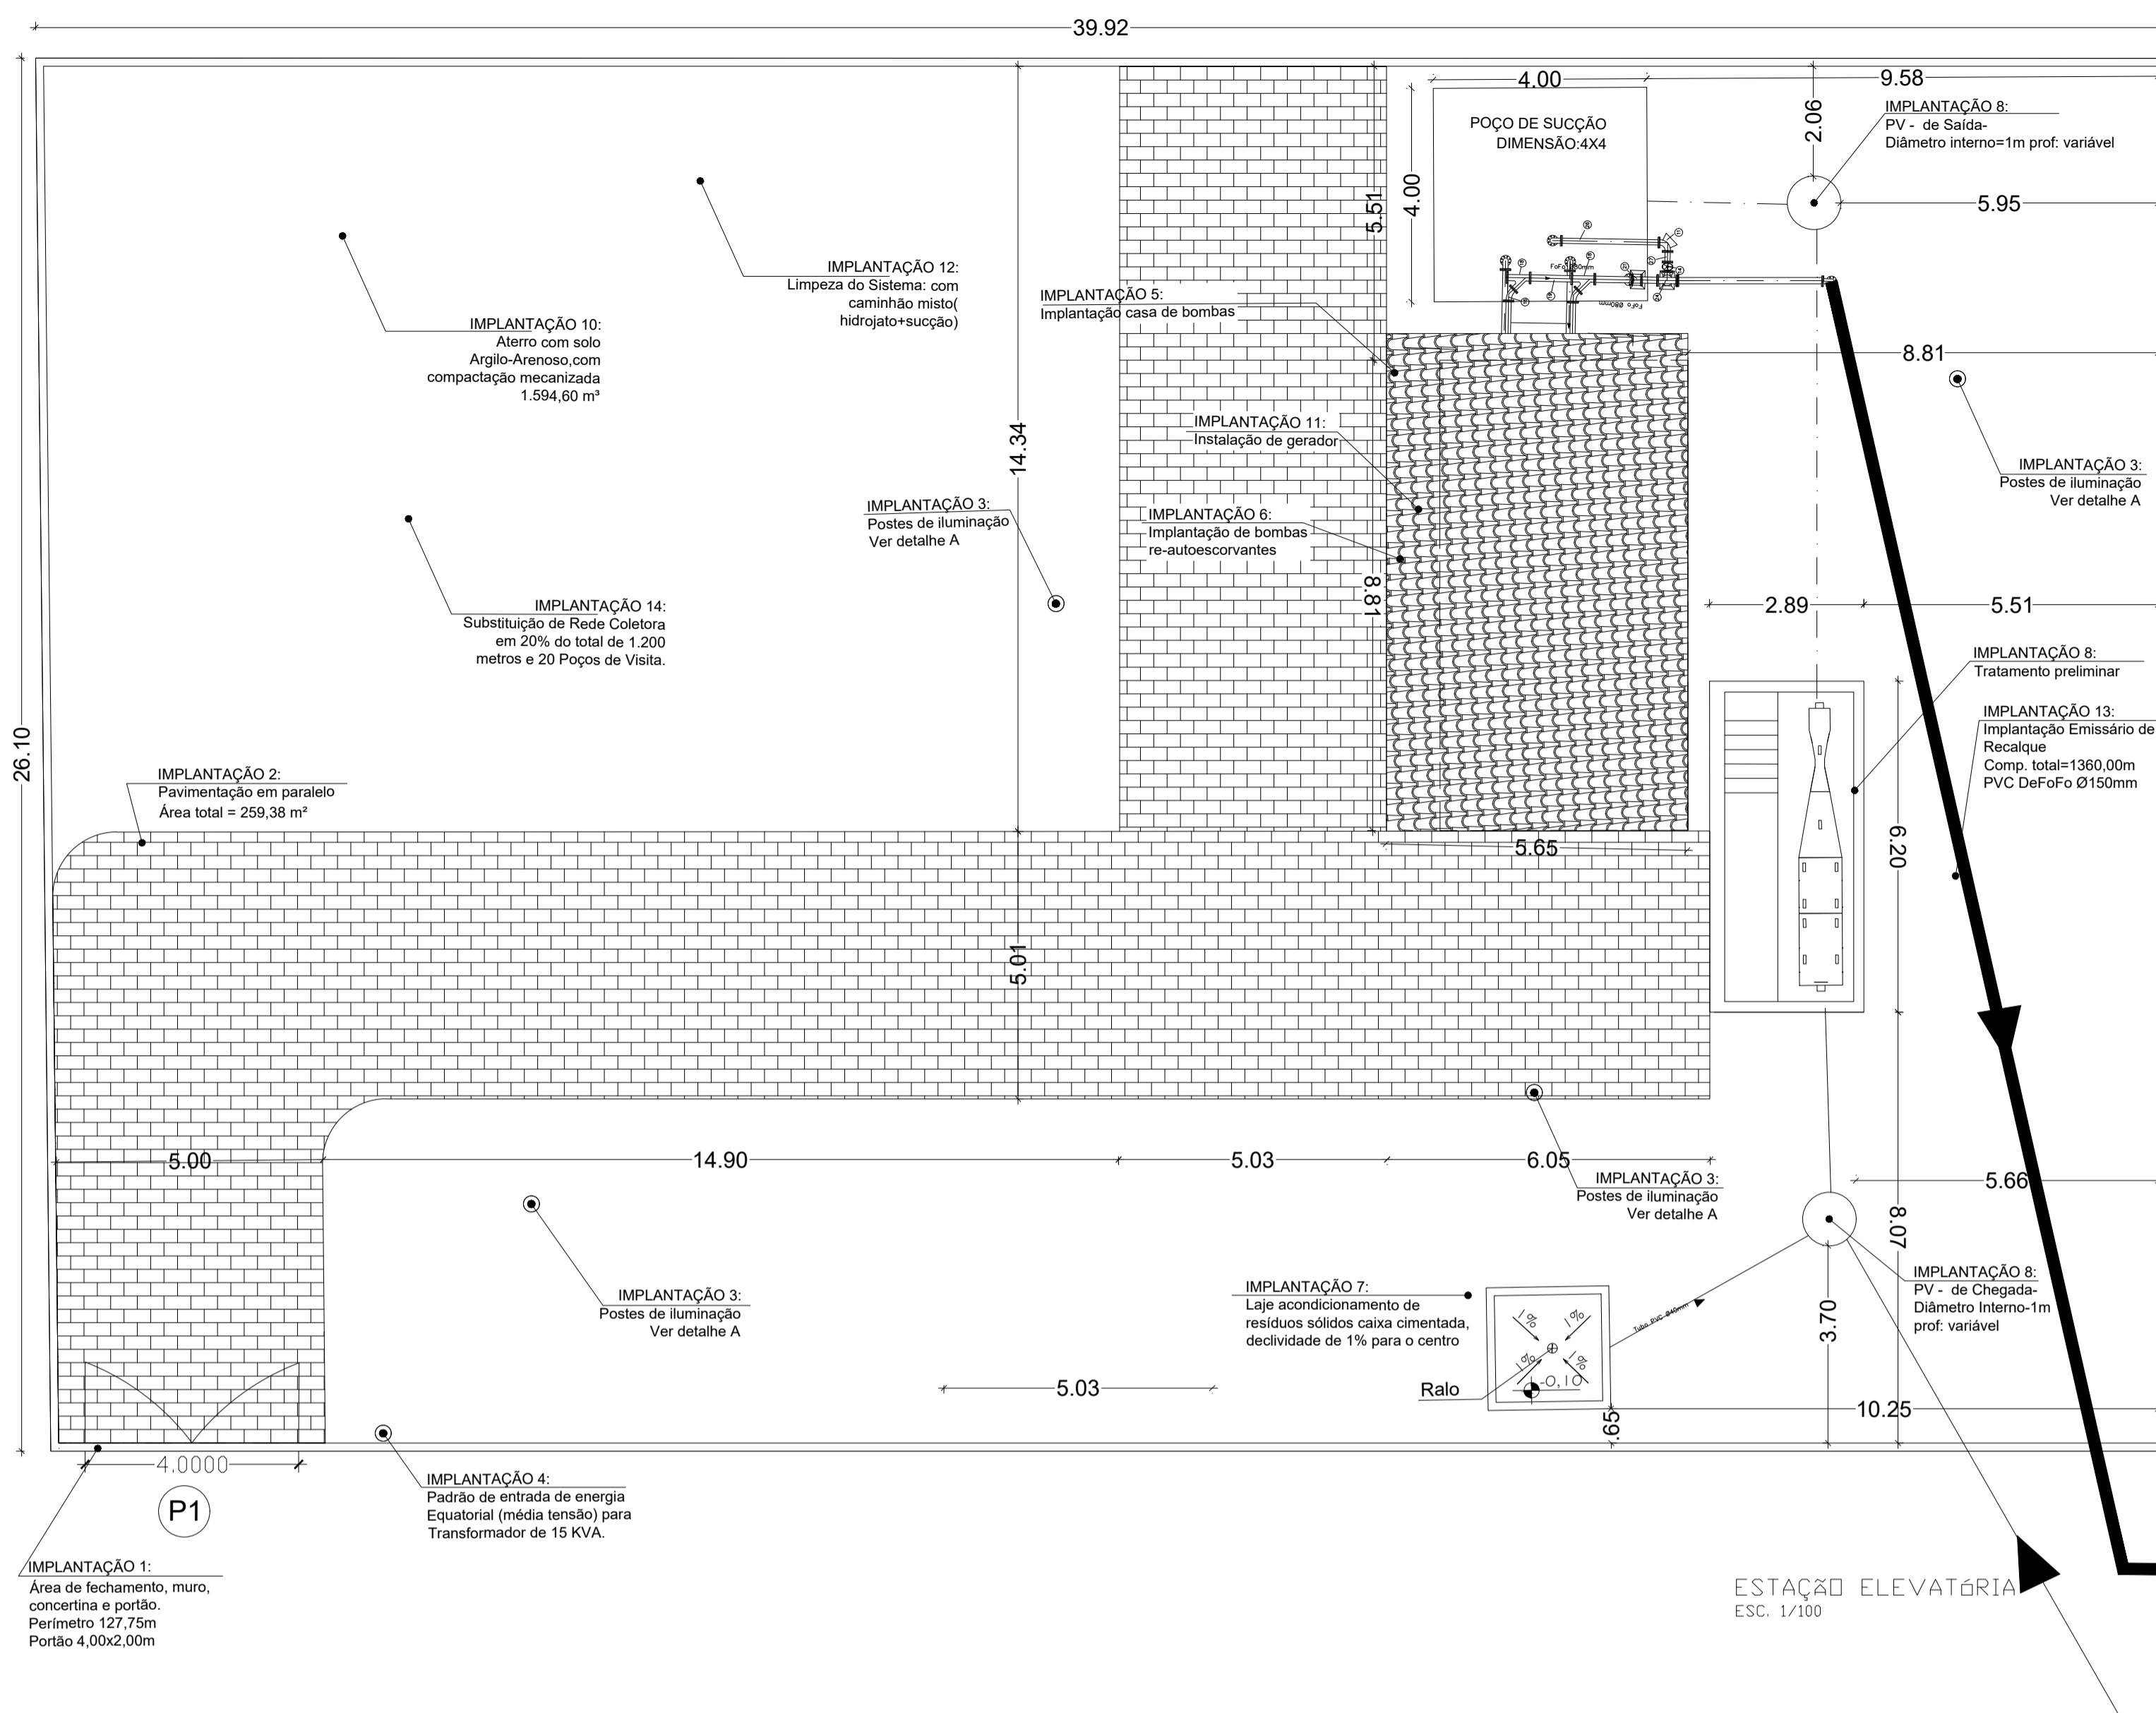 39.92
4.00
9.58
2.06
IMPLANTAÇÃO 8:
PV - de Saída-
Diâmetro interno=1m prof: variável
POÇO DE SUCÇÃO
DIMENSÃO:4X4
4.00
5.51
5.95
IMPLANTAÇÃO 12:
Limpeza do Sistema: com
caminhão misto(
hidrojato+sucção)
IMPLANTAÇÃO 5:
Implantação casa de bombas
FoFo Ø80mm
FoFo Ø80mm
IMPLANTAÇÃO 10:
Aterro com solo
Argilo-Arenoso,com
compactação mecanizada
1.594,60 m³
8.81
14.34
IMPLANTAÇÃO 11:
Instalação de gerador
IMPLANTAÇÃO 3:
Postes de iluminação
Ver detalhe A
IMPLANTAÇÃO 3:
Postes de iluminação
Ver detalhe A
IMPLANTAÇÃO 6:
Implantação de bombas
re-autoescorvantes
8.81
2.89
5.51
IMPLANTAÇÃO 14:
Substituição de Rede Coletora
em 20% do total de 1.200
metros e 20 Poços de Visita.
IMPLANTAÇÃO 8:
Tratamento preliminar
IMPLANTAÇÃO 13:
Implantação Emissário de
Recalque
Comp. total=1360,00m
PVC DeFoFo Ø150mm
26.10
IMPLANTAÇÃO 2:
Pavimentação em paralelo
Área total = 259,38 m²
5.65
6.20
5.01
5.00
14.90
5.03
6.05
IMPLANTAÇÃO 3:
Postes de iluminação
Ver detalhe A
5.66
8.07
IMPLANTAÇÃO 8:
PV - de Chegada-
Diâmetro Interno-1m
prof: variável
IMPLANTAÇÃO 3:
Postes de iluminação
Ver detalhe A
IMPLANTAÇÃO 7:
Laje acondicionamento de
resíduos sólidos caixa cimentada,
declividade de 1% para o centro
1%
1%
1%
1%
-0,10
Tubo PVC Ø40mm
3.70
Ralo
5.03
10.25
.65
4.0000
P1
IMPLANTAÇÃO 4:
Padrão de entrada de energia
Equatorial (média tensão) para
Transformador de 15 KVA.
IMPLANTAÇÃO 1:
Área de fechamento, muro,
concertina e portão.
Perímetro 127,75m
Portão 4,00x2,00m
ESTAÇãO ELEVATóRIA
ESC. 1/100